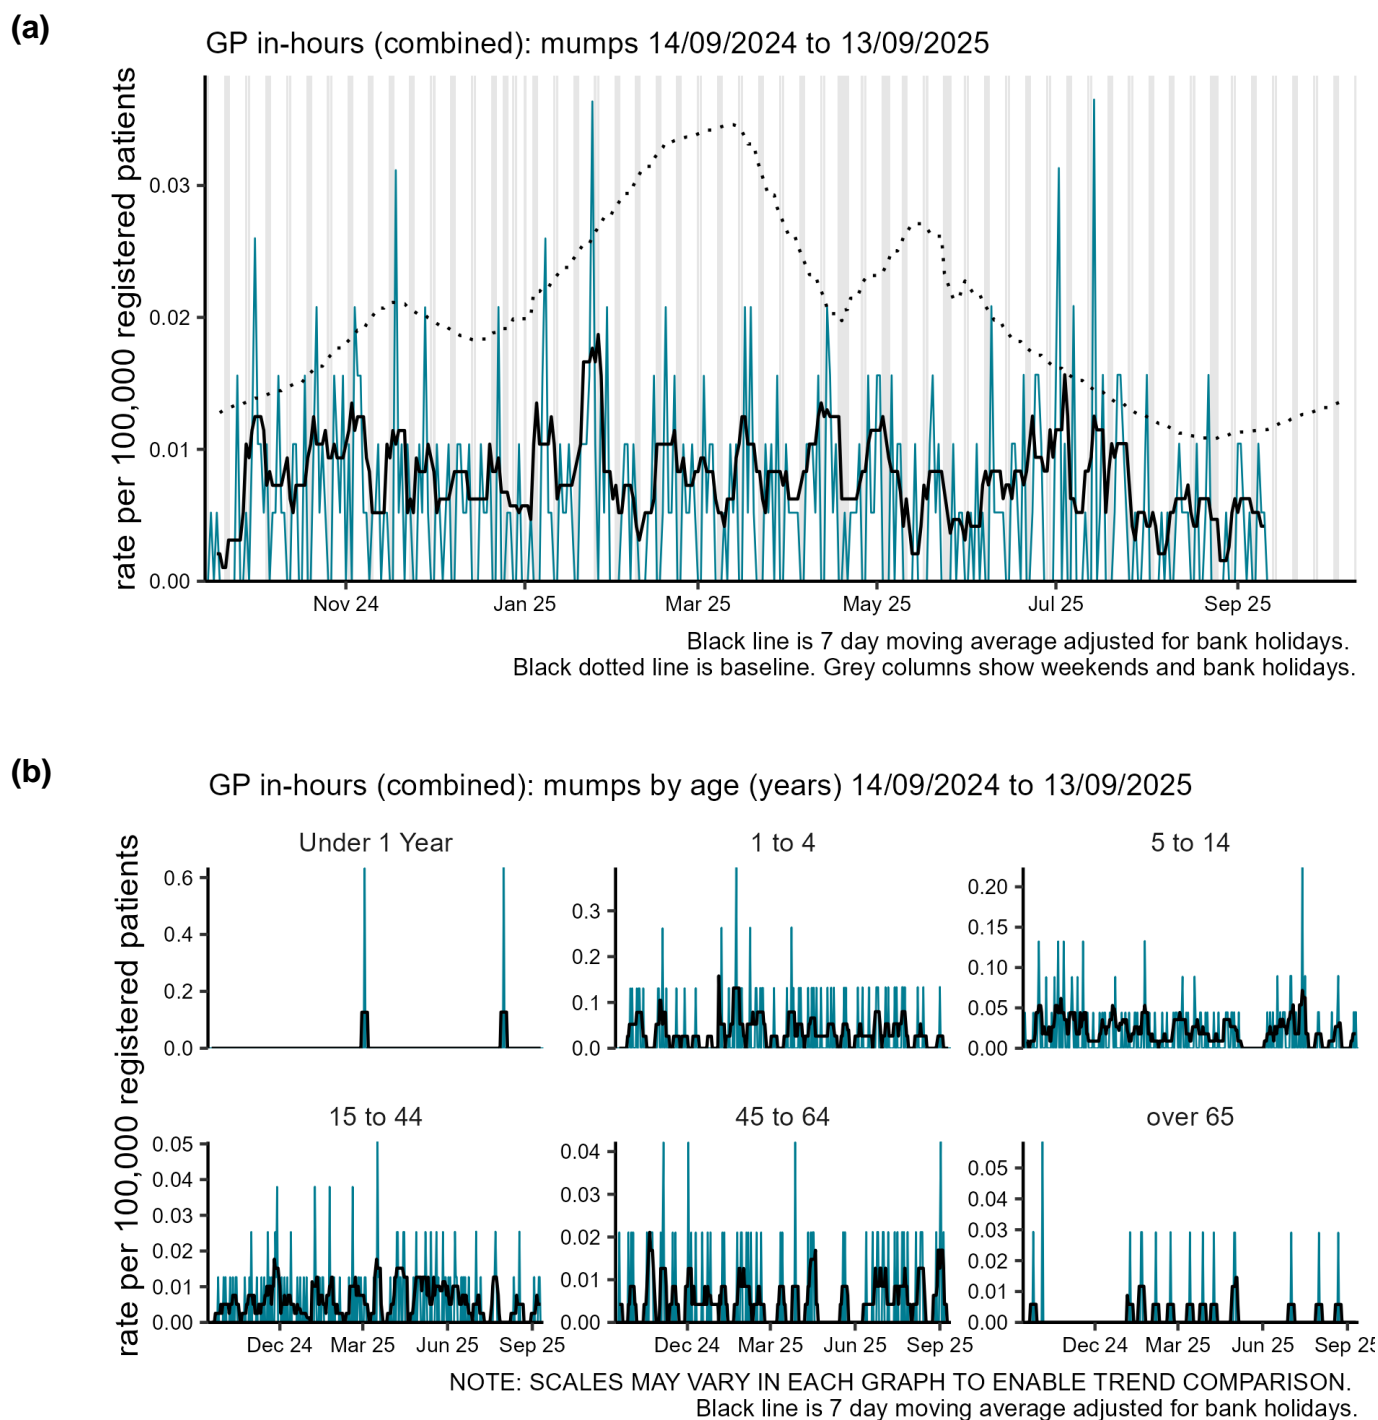 (a)
GP in-hours (combined): mumps 14/09/2024 to 13/09/2025
rate per 100,000 registered patients
0.03
0.02
0.01
0.00
Nov 24 Jan 25 Mar 25 May 25 Jul 25 Sep 25
Black line is 7 day moving average adjusted for bank holidays.
Black dotted line is baseline. Grey columns show weekends and bank holidays.
(b)
GP in-hours (combined): mumps by age (years) 14/09/2024 to 13/09/2025
rate per 100,000 registered patients
Under 1 Year
0.6
0.4
0.2
0.0
1 to 4
0.3
0.2
0.1
0.0
5 to 14
0.20
0.15
0.10
0.05
0.00
15 to 44
0.05
0.04
0.03
0.02
0.01
0.00
Dec 24 Mar 25 Jun 25 Sep 25
45 to 64
0.04
0.03
0.02
0.01
0.00
Dec 24 Mar 25 Jun 25 Sep 25
over 65
0.05
0.04
0.03
0.02
0.01
0.00
Dec 24 Mar 25 Jun 25 Sep 25
NOTE: SCALES MAY VARY IN EACH GRAPH TO ENABLE TREND COMPARISON.
Black line is 7 day moving average adjusted for bank holidays.